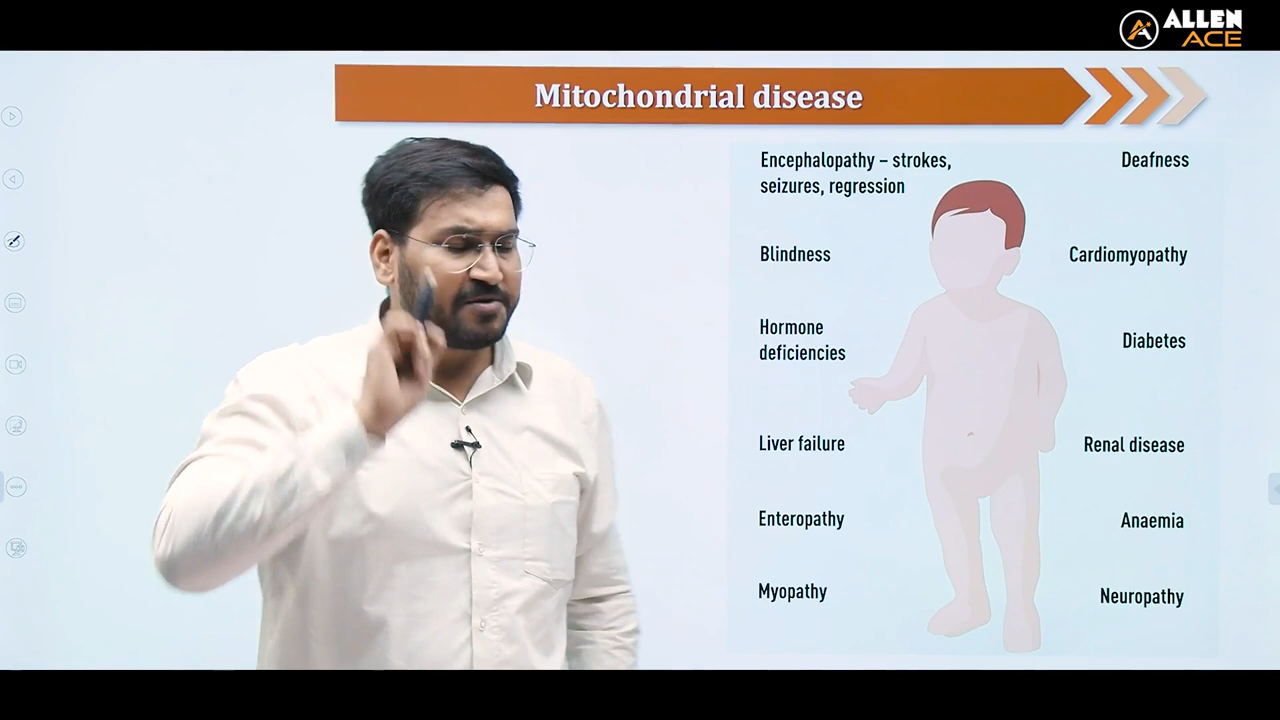 ALLEN
ACE
Mitochondrial disease
Encephalopathy – strokes,
seizures, regression
Deafness
Blindness
Cardiomyopathy
Hormone
deficiencies
Diabetes
Liver failure
Renal disease
Enteropathy
Anaemia
Myopathy
Neuropathy